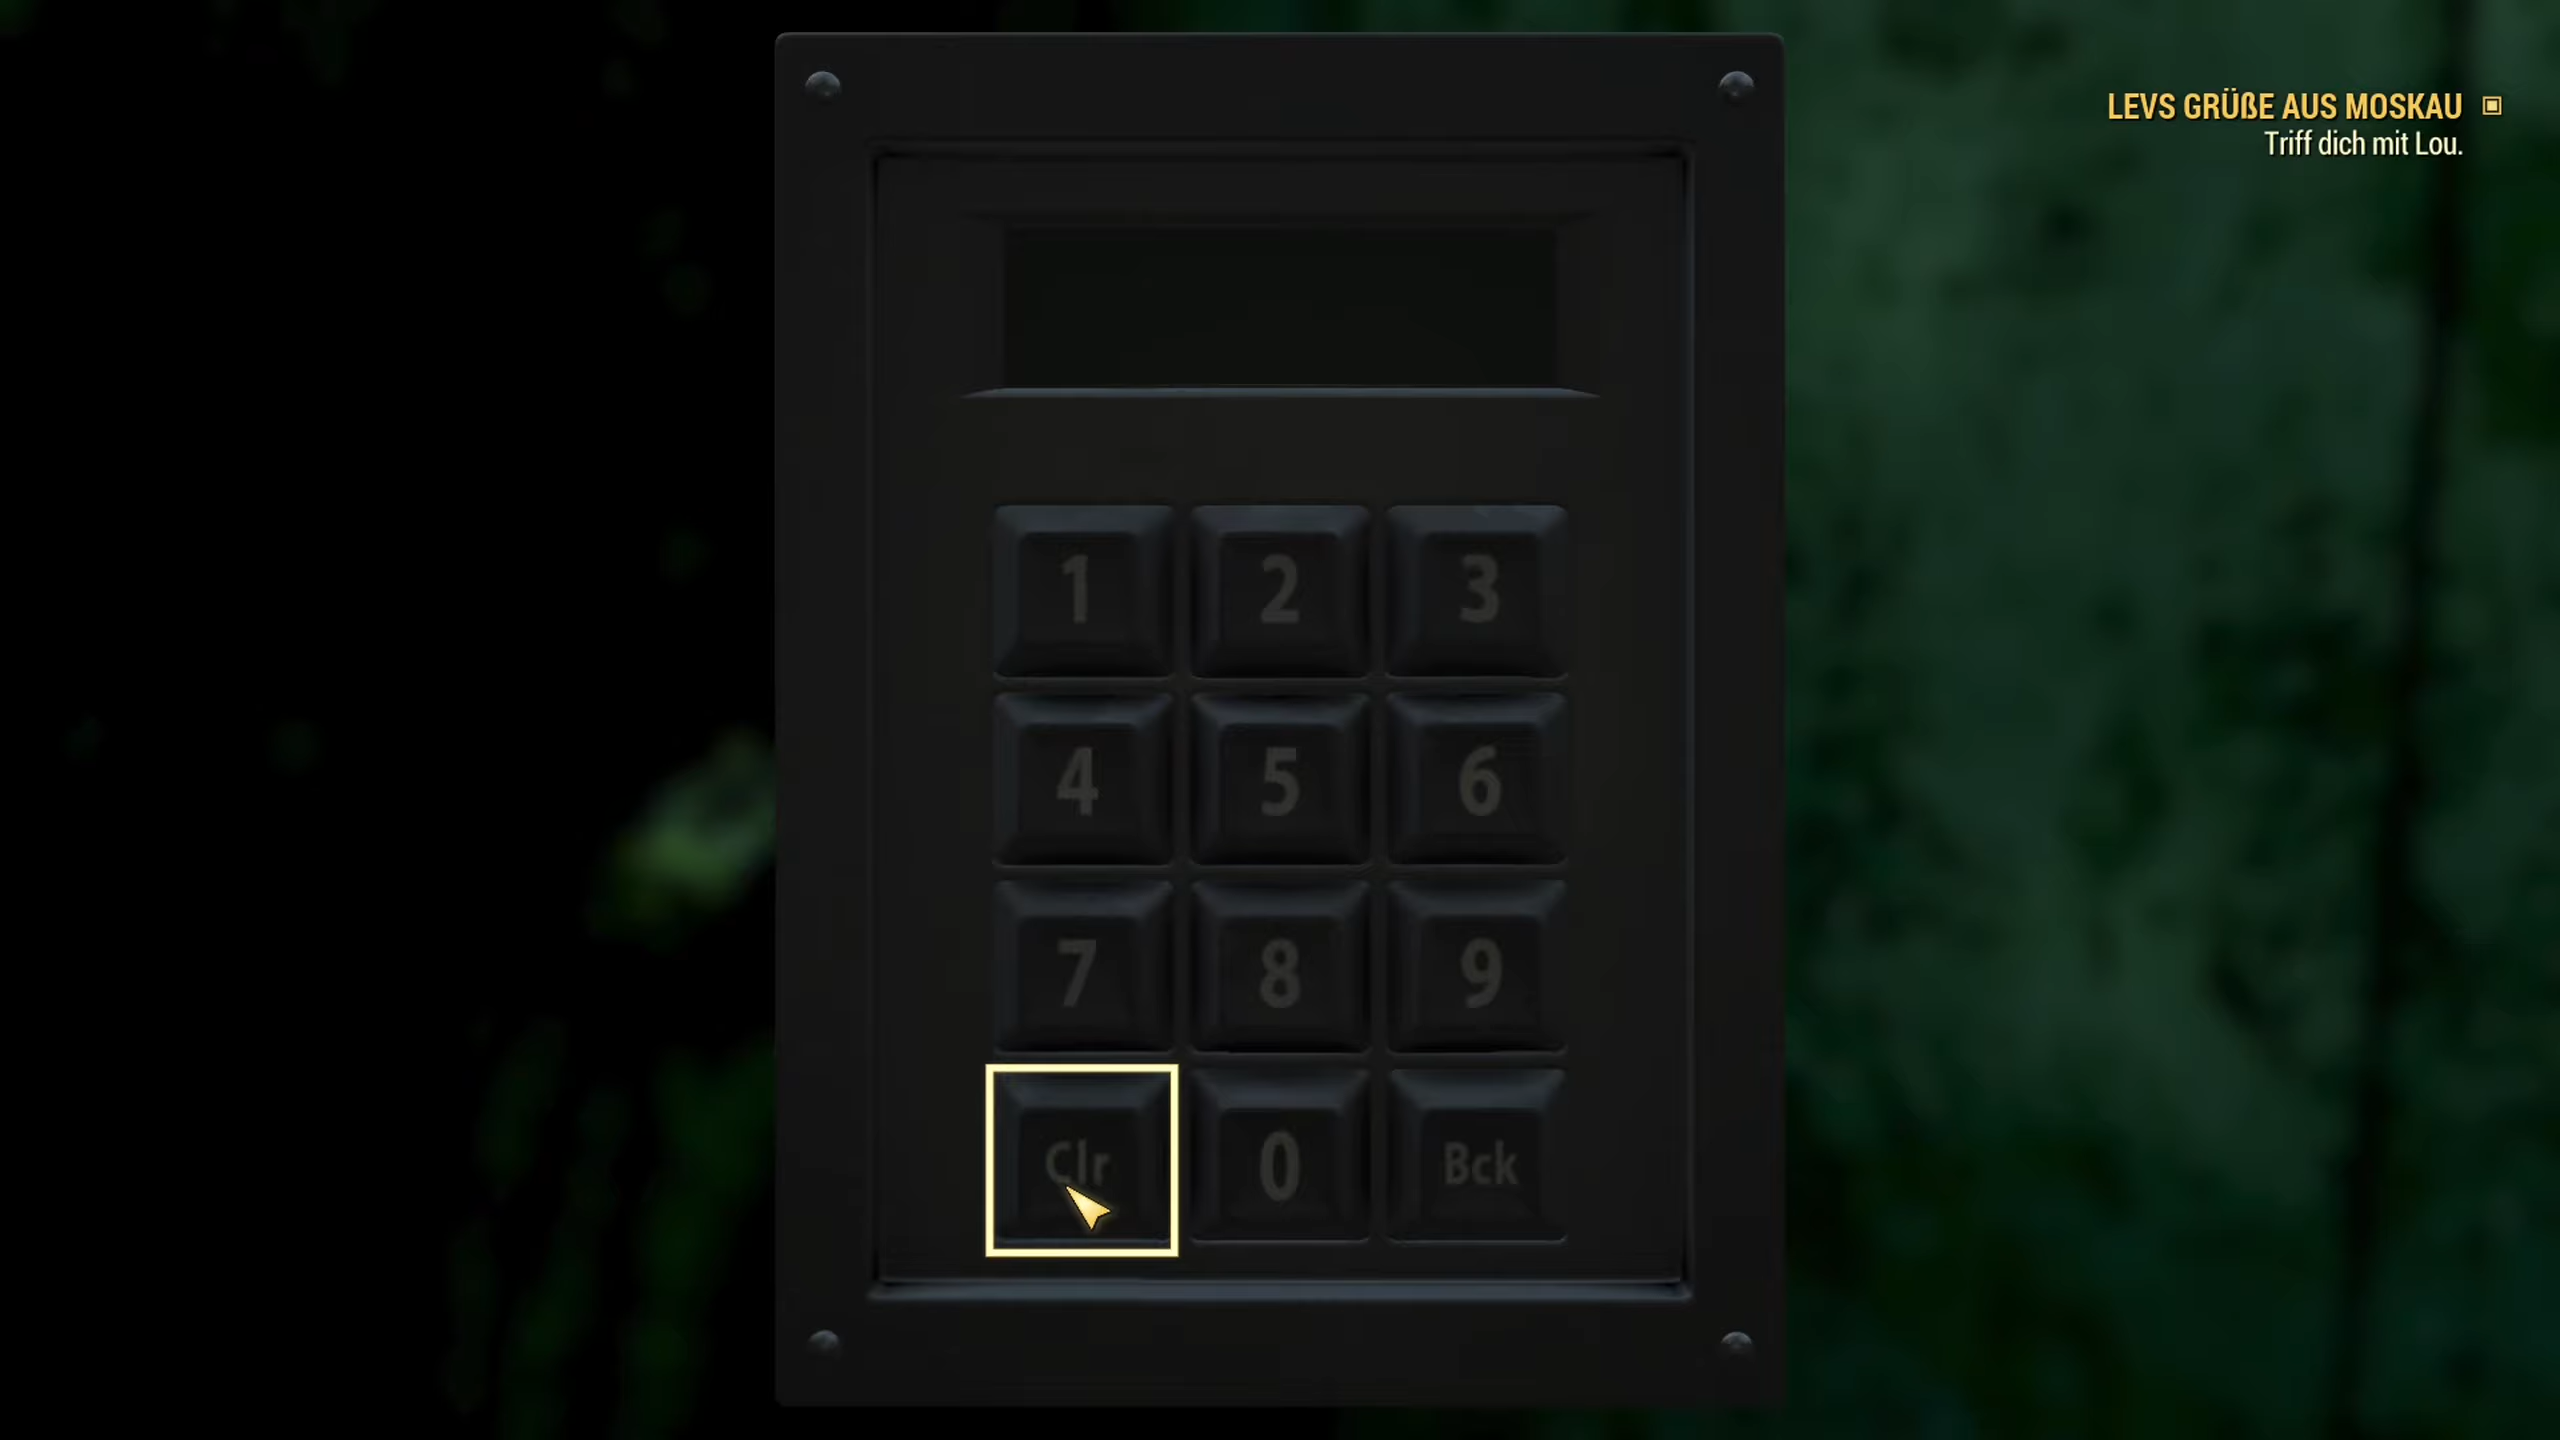 LEVS GRÜßE AUS MOSKAU
Triff dich mit Lou.
1 2 3
4 5 6
7 8 9
Clr 0 Bck